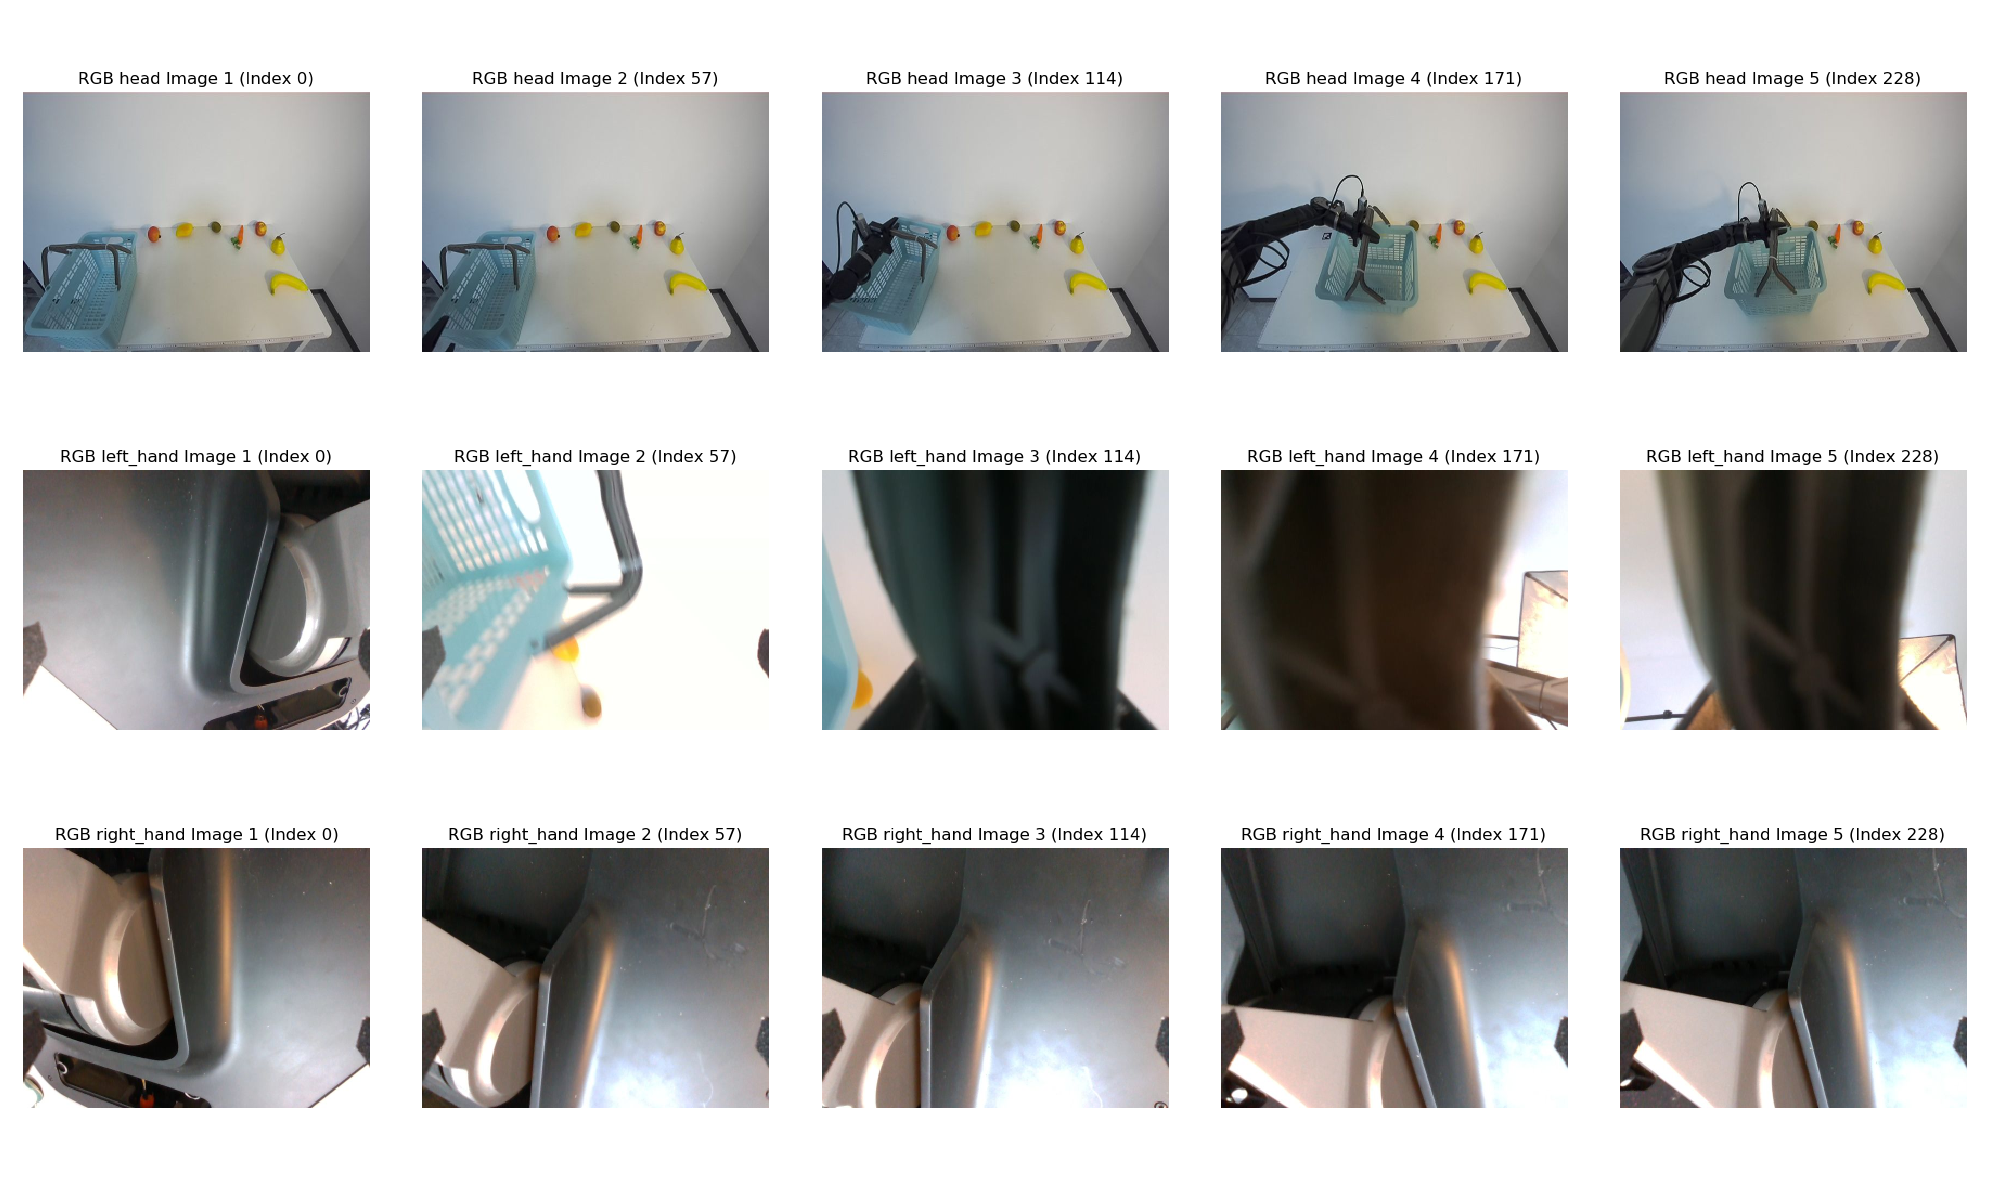 RGB head Image 1 (Index 0)
RGB head Image 2 (Index 57)
RGB head Image 3 (Index 114)
RGB head Image 4 (Index 171)
RGB head Image 5 (Index 228)
RGB left_hand Image 1 (Index 0)
RGB left_hand Image 2 (Index 57)
RGB left_hand Image 3 (Index 114)
RGB left_hand Image 4 (Index 171)
RGB left_hand Image 5 (Index 228)
RGB right_hand Image 1 (Index 0)
RGB right_hand Image 2 (Index 57)
RGB right_hand Image 3 (Index 114)
RGB right_hand Image 4 (Index 171)
RGB right_hand Image 5 (Index 228)